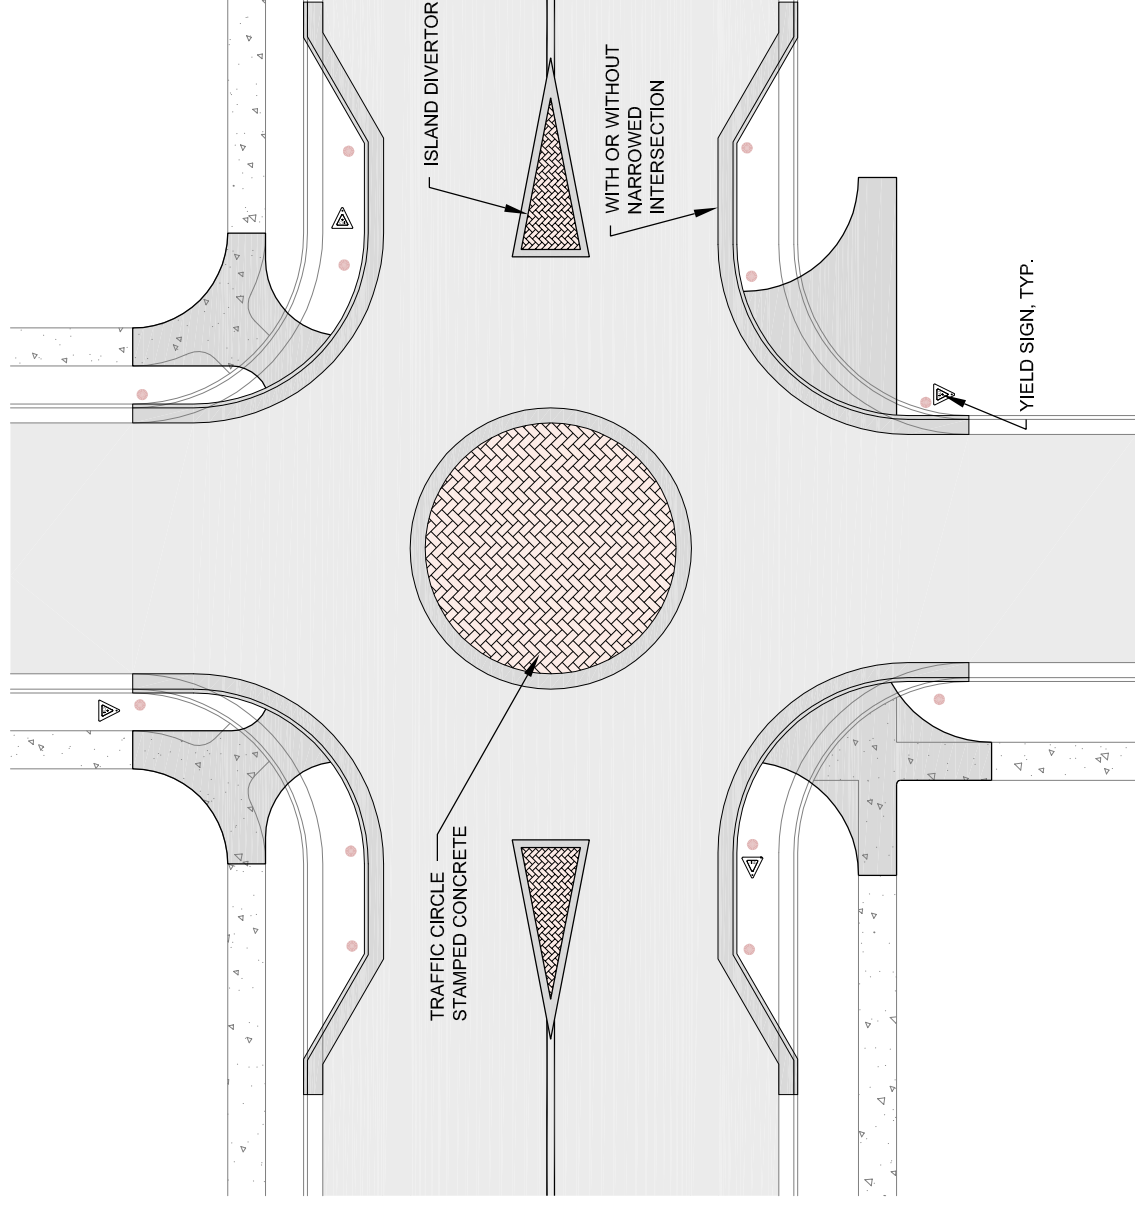 ISLAND DIVERTOR
WITH OR WITHOUT
NARROWED
INTERSECTION
YIELD SIGN, TYP.
TRAFFIC CIRCLE
STAMPED CONCRETE